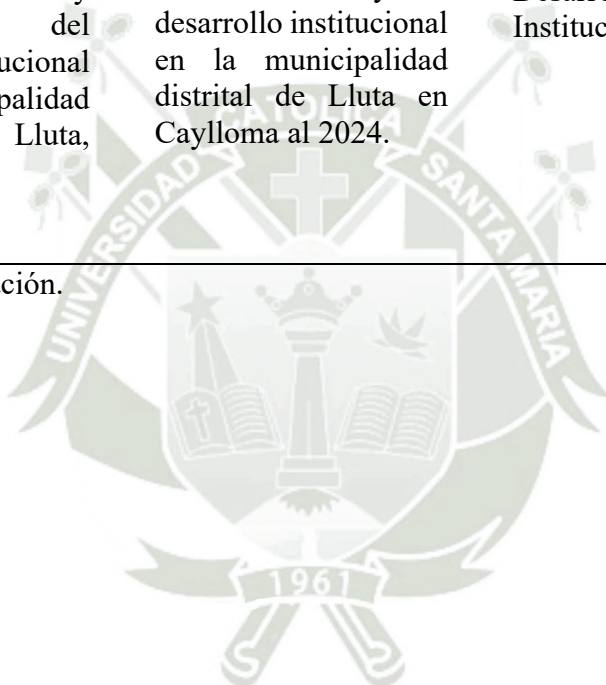 del
ucional
palidad
Lluta,
desarrollo institucional
en la municipalidad
distrital de Lluta en
Caylloma al 2024.
Instituc
ción.
UNIVERSIDAD CATOLICA SANTA MARIA
1961